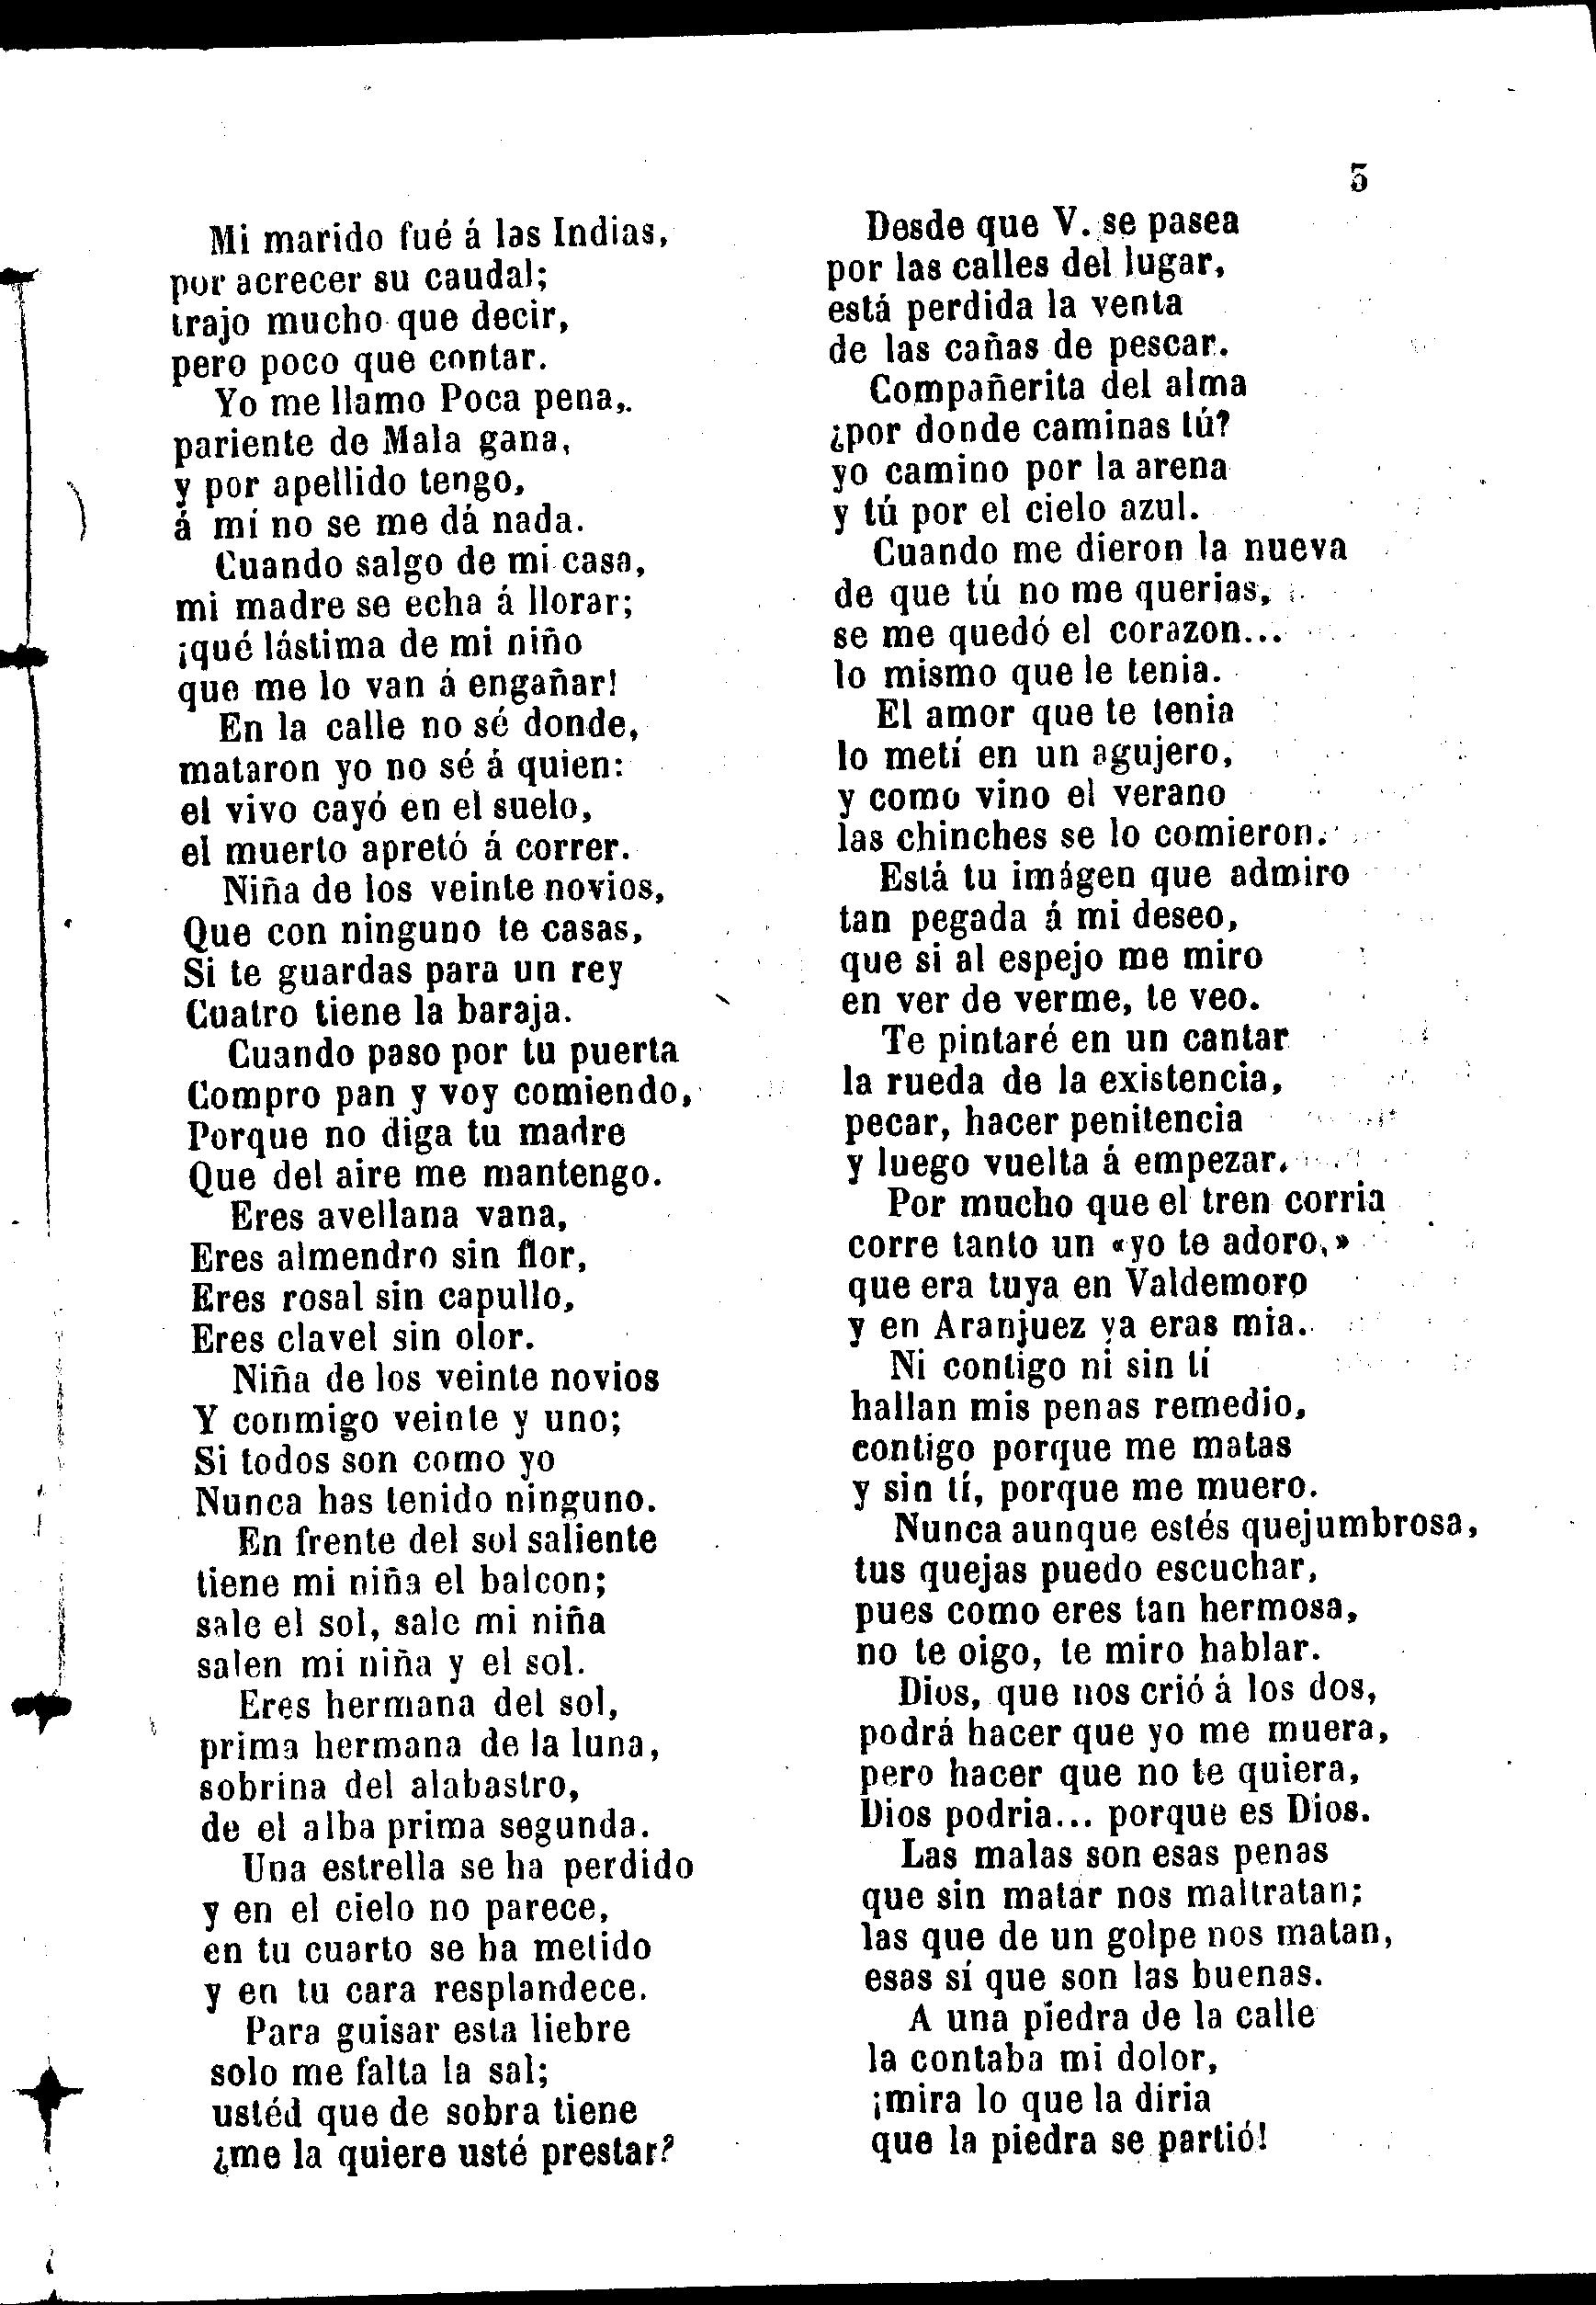 3
Mi marido fué á las Indias,
por acrecer su caudal;
trajo mucho que decir,
pero poco que contar.
Yo me llamo Poca pena,.
pariente de Mala gana,
y por apellido tengo,
á mí no se me dá nada.
Cuando salgo de mi casa,
mi madre se echa á llorar;
¡qué lástima de mi niño
que me lo van á engañar!
En la calle no sé donde,
mataron yo no sé á quien:
el vivo cayó en el suelo,
el muerto apretó á correr.
Niña de los veinte novios,
Que con ninguno te casas,
Si te guardas para un rey
Cuatro tiene la baraja.
Cuando paso por tu puerta
Compro pan y voy comiendo,
Porque no diga tu madre
Que del aire me mantengo.
Eres avellana vana,
Eres almendro sin flor,
Eres rosal sin capullo,
Eres clavel sin olor.
Niña de los veinte novios
Y conmigo veinte y uno;
Si todos son como yo
Nunca has tenido ninguno.
En frente del sol saliente
tiene mi niña el balcon;
sale el sol, sale mi niña
salen mi niña y el sol.
Eres hermana del sol,
prima hermana de la luna,
sobrina del alabastro,
de el alba prima segunda.
Una estrella se ha perdido
y en el cielo no parece,
en tu cuarto se ha metido
y en tu cara resplandece.
Para guisar esta liebre
solo me falta la sal;
ustéd que de sobra tiene
¿me la quiere usté prestar?
Desde que V. se pasea
por las calles del lugar,
está perdida la venta
de las cañas de pescar.
Compañerita del alma
¿por donde caminas tú?
yo camino por la arena
y tú por el cielo azul.
Cuando me dieron la nueva
de que tú no me querias,
se me quedó el corazon...
lo mismo que le tenia.
El amor que te tenia
lo metí en un agujero,
y como vino el verano
las chinches se lo comieron.
Está tu imágen que admiro
tan pegada á mi deseo,
que si al espejo me miro
en ver de verme, te veo.
Te pintaré en un cantar
la rueda de la existencia,
pecar, hacer penitencia
y luego vuelta á empezar.
Por mucho que el tren corria
corre tanto un «yo te adoro,»
que era tuya en Valdemoro
y en Aranjuez ya eras mia.
Ni contigo ni sin tí
hallan mis penas remedio,
contigo porque me matas
y sin tí, porque me muero.
Nunca aunque estés quejumbrosa,
tus quejas puedo escuchar,
pues como eres tan hermosa,
no te oigo, te miro hablar.
Dios, que nos crió á los dos,
podrá hacer que yo me muera,
pero hacer que no te quiera,
Dios podria... porque es Dios.
Las malas son esas penas
que sin matar nos maltratan;
las que de un golpe nos matan,
esas sí que son las buenas.
A una piedra de la calle
la contaba mi dolor,
¡mira lo que la diria
que la piedra se partió!